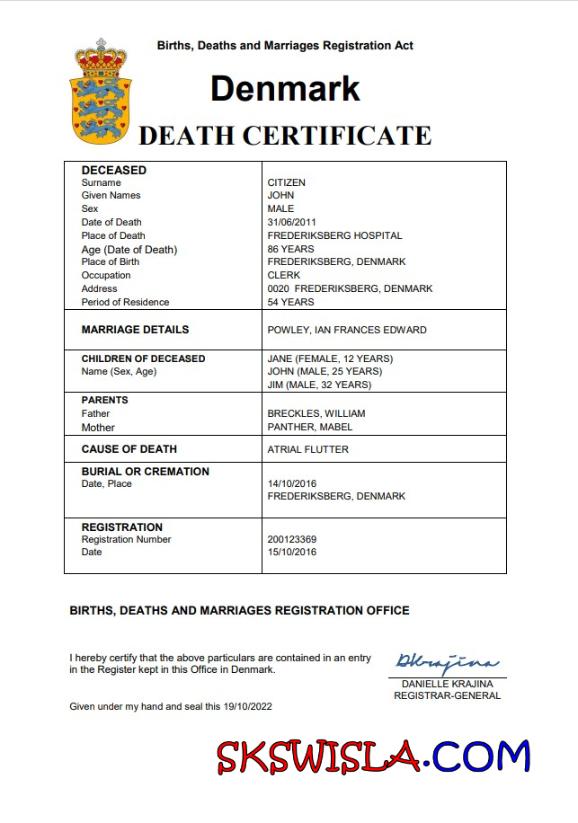 Births, Deaths and Marriages Registration Act
Denmark
DEATH CERTIFICATE
DECEASED
Surname CITIZEN
Given Names JOHN
Sex MALE
Date of Death 31/06/2011
Place of Death FREDERIKSBERG HOSPITAL
Age (Date of Death) 86 YEARS
Place of Birth FREDERIKSBERG, DENMARK
Occupation CLERK
Address 0020 FREDERIKSBERG, DENMARK
Period of Residence 54 YEARS
MARRIAGE DETAILS POWLEY, IAN FRANCES EDWARD
CHILDREN OF DECEASED JANE (FEMALE, 12 YEARS)
Name (Sex, Age) JOHN (MALE, 25 YEARS)
JIM (MALE, 32 YEARS)
PARENTS
Father BRECKLES, WILLIAM
Mother PANTHER, MABEL
CAUSE OF DEATH ATRIAL FLUTTER
BURIAL OR CREMATION
Date, Place 14/10/2016
FREDERIKSBERG, DENMARK
REGISTRATION
Registration Number 200123369
Date 15/10/2016
BIRTHS, DEATHS AND MARRIAGES REGISTRATION OFFICE
I hereby certify that the above particulars are contained in an entry
in the Register kept in this Office in Denmark.
DKrajina
DANIELLE KRAJINA
REGISTRAR-GENERAL
Given under my hand and seal this 19/10/2022
SKSWISLA.COM